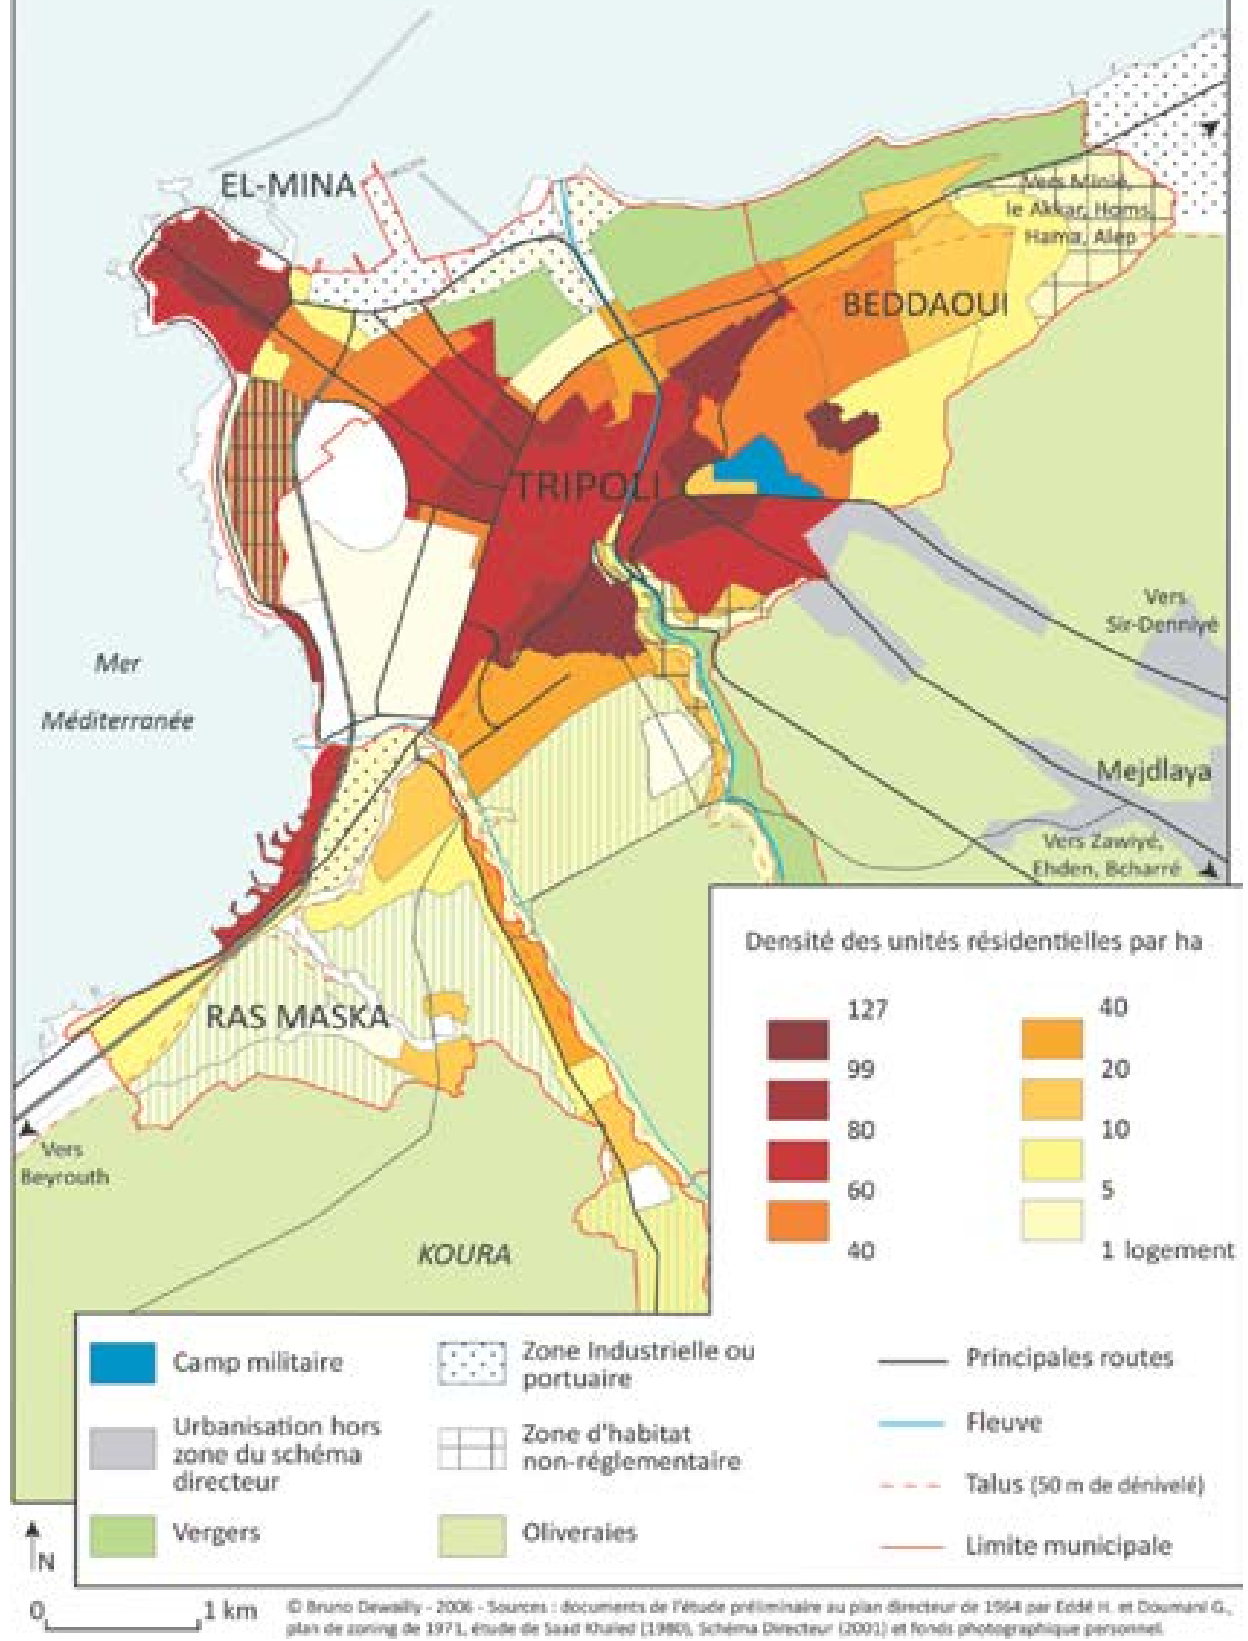 EL-MINA
Vers Minié,
le Akkar, Homs,
Hama, Alep
BEDDAOUI
TRIPOLI
Vers
Sir-Denniyé
Mer
Méditerranée
Mejdlaya
Vers Zawiyé,
Ehden, Bcharré
RAS MASKA
Vers
Beyrouth
KOURA
Densité des unités résidentielles par ha
127
99
80
60
40
40
20
10
5
1 logement
Camp militaire
Urbanisation hors
zone du schéma
directeur
Vergers
Zone Industrielle ou
portuaire
Zone d'habitat
non-réglementaire
Oliveraies
Principales routes
Fleuve
Talus (50 m de dénivelé)
Limite municipale
N
0 1 km
© Bruno Dewailly - 2006 - Sources : documents de l'étude préliminaire au plan directeur de 1964 par Eddé H. et Doumani G.,
plan de zoning de 1971, étude de Saad Khaled (1980), Schéma Directeur (2001) et fonds photographique personnel.